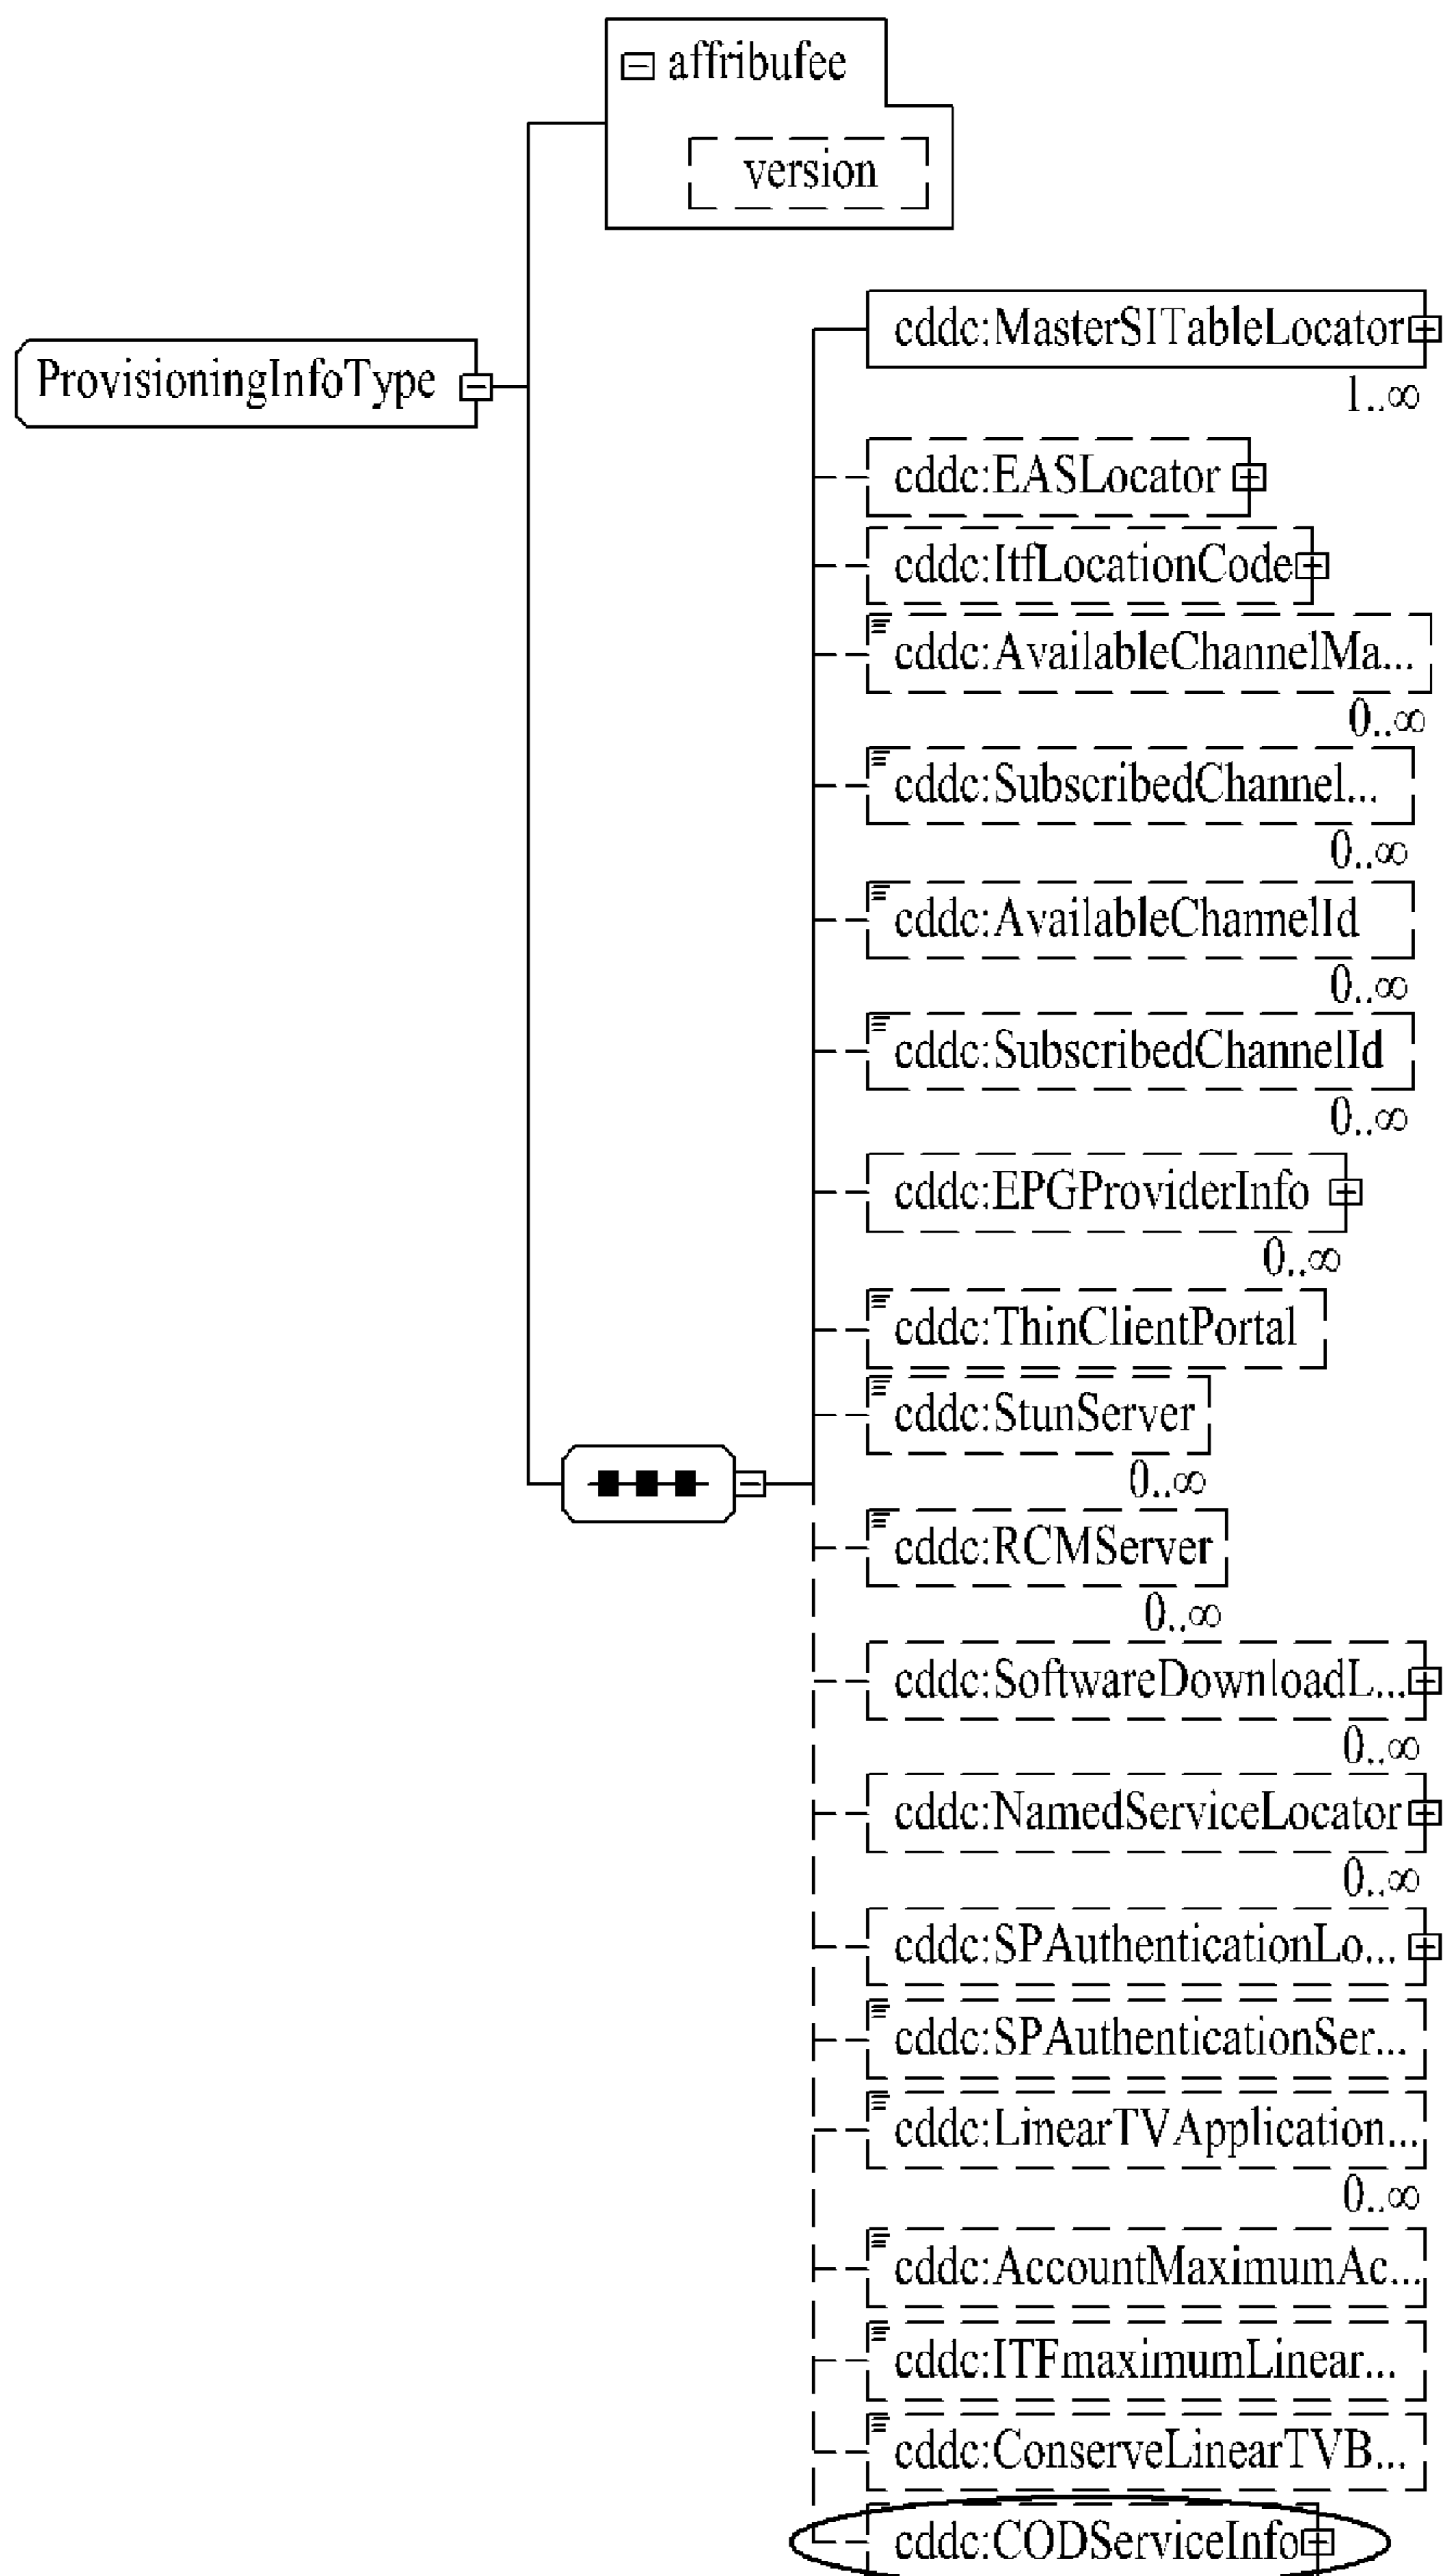 affribufee
version
ProvisioningInfoType
cddc:MasterSITableLocator
1..∞
cddc:EASLocator
cddc:ItfLocationCode
cddc:AvailableChannelMa...
0..∞
cddc:SubscribedChannel...
0..∞
cddc:AvailableChannelId
0..∞
cddc:SubscribedChannelId
0..∞
cddc:EPGProviderInfo
0..∞
cddc:ThinClientPortal
cddc:StunServer
0..∞
cddc:RCMServer
0..∞
cddc:SoftwareDownloadL...
0..∞
cddc:NamedServiceLocator
0..∞
cddc:SPAuthenticationLo...
cddc:SPAuthenticationSer...
cddc:LinearTVApplication...
0..∞
cddc:AccountMaximumAc...
cddc:ITFmaximumLinear...
cddc:ConserveLinearTVB...
cddc:CODServiceInfo